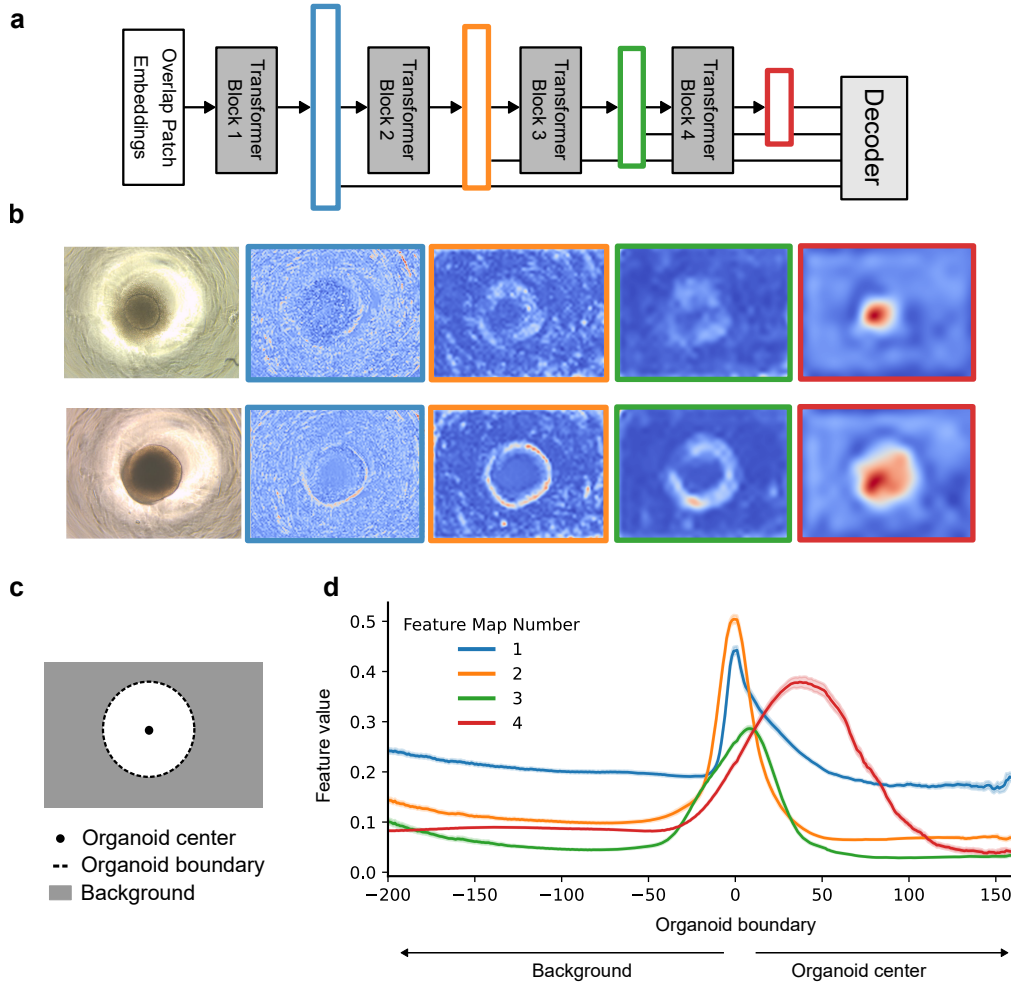 a
Overlap Patch
Embeddings
Transformer
Block 1
Transformer
Block 2
Transformer
Block 3
Transformer
Block 4
Decoder
b
c
Organoid center
Organoid boundary
Background
d
Feature value
0.5
0.4
0.3
0.2
0.1
0.0
Feature Map Number
1
2
3
4
−200 −150 −100 −50 0 50 100 150
Organoid boundary
Background Organoid center